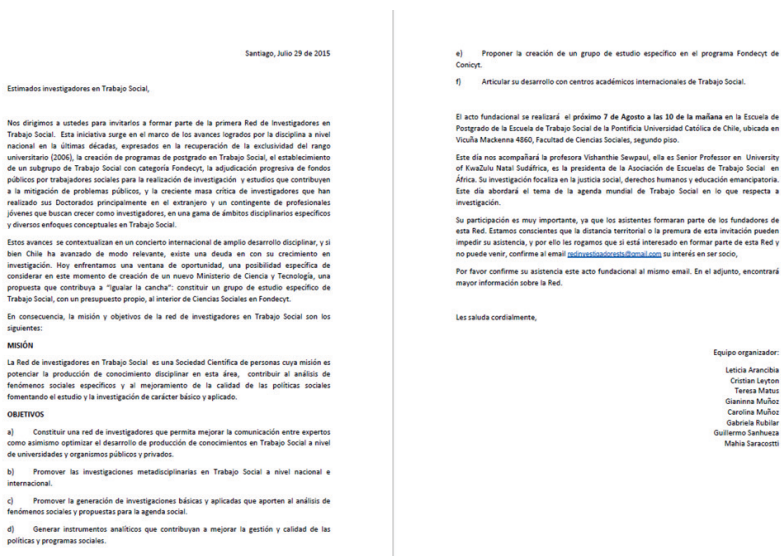 Santiago, Julio 29 de 2015
Estimados investigadores en Trabajo Social,
Nos dirigimos a ustedes para invitarlos a formar parte de la primera Red de Investigadores en
Trabajo Social. Esta iniciativa surge en el marco de los avances logrados por la disciplina a nivel
nacional en la últimas décadas, expresados en la recuperación de la exclusividad del rango
universitario (2006), la creación de programas de postgrado en Trabajo Social, el establecimiento
de un subgrupo de Trabajo Social con categoría Fondecyt, la adjudicación progresiva de fondos
públicos por trabajadores sociales para la realización de investigación y estudios que contribuyen
a la mitigación de problemas públicos, y la creciente masa crítica de investigadores que han
realizado sus Doctorados principalmente en el extranjero y un contingente de profesionales
jóvenes que buscan crecer como investigadores, en una gama de ámbitos disciplinarios específicos
y diversos enfoques conceptuales en Trabajo Social.
Estos avances se contextualizan en un concierto internacional de amplio desarrollo disciplinar, y si
bien Chile ha avanzado de modo relevante, existe una deuda en con su crecimiento en
investigación. Hoy enfrentamos una ventana de oportunidad, una posibilidad específica de
considerar en este momento de creación de un nuevo Ministerio de Ciencia y Tecnología, una
propuesta que contribuya a "igualar la cancha": constituir un grupo de estudio específico de
Trabajo Social, con un presupuesto propio, al interior de Ciencias Sociales en Fondecyt.
En consecuencia, la misión y objetivos de la red de investigadores en Trabajo Social son los
siguientes:
MISIÓN
La Red de investigadores en Trabajo Social es una Sociedad Científica de personas cuya misión es
potenciar la producción de conocimiento disciplinar en esta área, contribuir al análisis de
fenómenos sociales específicos y al mejoramiento de la calidad de las políticas sociales
fomentando el estudio y la investigación de carácter básico y aplicado.
OBJETIVOS
a) Constituir una red de investigadores que permita mejorar la comunicación entre expertos
como asimismo optimizar el desarrollo de producción de conocimientos en Trabajo Social a nivel
de universidades y organismos públicos y privados.
b) Promover las investigaciones metadisciplinarias en Trabajo Social a nivel nacional e
internacional.
c) Promover la generación de investigaciones básicas y aplicadas que aporten al análisis de
fenómenos sociales y propuestas para la agenda social.
d) Generar instrumentos analíticos que contribuyan a mejorar la gestión y calidad de las
políticas y programas sociales.
e) Proponer la creación de un grupo de estudio específico en el programa Fondecyt de
Conicyt.
f) Articular su desarrollo con centros académicos internacionales de Trabajo Social.
El acto fundacional se realizará el próximo 7 de Agosto a las 10 de la mañana en la Escuela de
Postgrado de la Escuela de Trabajo Social de la Pontificia Universidad Católica de Chile, ubicada en
Vicuña Mackenna 4860, Facultad de Ciencias Sociales, segundo piso.
Este día nos acompañará la profesora Vishanthie Sewpaul, ella es Senior Professor en University
of KwaZulu Natal Sudáfrica, es la presidenta de la Asociación de Escuelas de Trabajo Social en
África. Su investigación focaliza en la justicia social, derechos humanos y educación emancipatoria.
Este día abordará el tema de la agenda mundial de Trabajo Social en lo que respecta a
investigación.
Su participación es muy importante, ya que los asistentes formaran parte de los fundadores de
esta Red. Estamos conscientes que la distancia territorial o la premura de esta invitación pueden
impedir su asistencia, y por ello les rogamos que si está interesado en formar parte de esta Red y
no puede venir, confirme al email redinvestigadorests@gmail.com su interés en ser socio,
Por favor confirme su asistencia este acto fundacional al mismo email. En el adjunto, encontrará
mayor información sobre la Red.
Les saluda cordialmente,
Equipo organizador:
Leticia Arancibia
Cristian Leyton
Teresa Matus
Gianinna Muñoz
Carolina Muñoz
Gabriela Rubilar
Guillermo Sanhueza
Mahia Saracostti